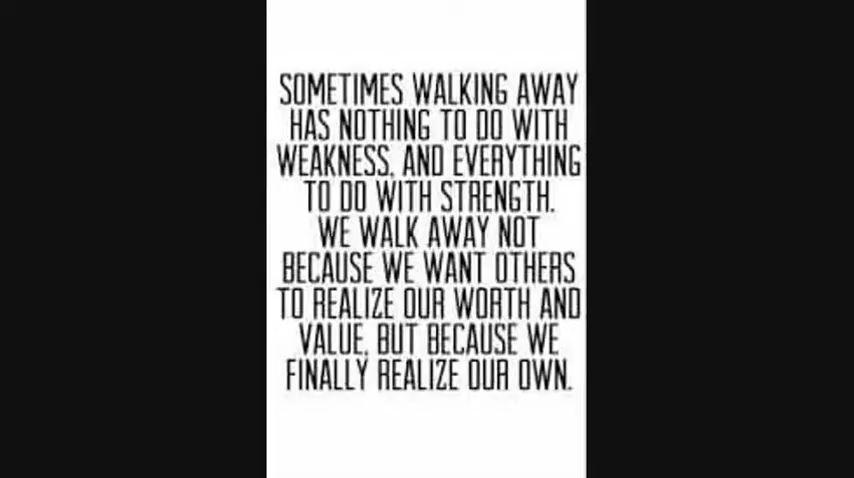 SOMETIMES WALKING AWAY
HAS NOTHING TO DO WITH
WEAKNESS, AND EVERYTHING
TO DO WITH STRENGTH.
WE WALK AWAY NOT
BECAUSE WE WANT OTHERS
TO REALIZE OUR WORTH AND
VALUE, BUT BECAUSE WE
FINALLY REALIZE OUR OWN.